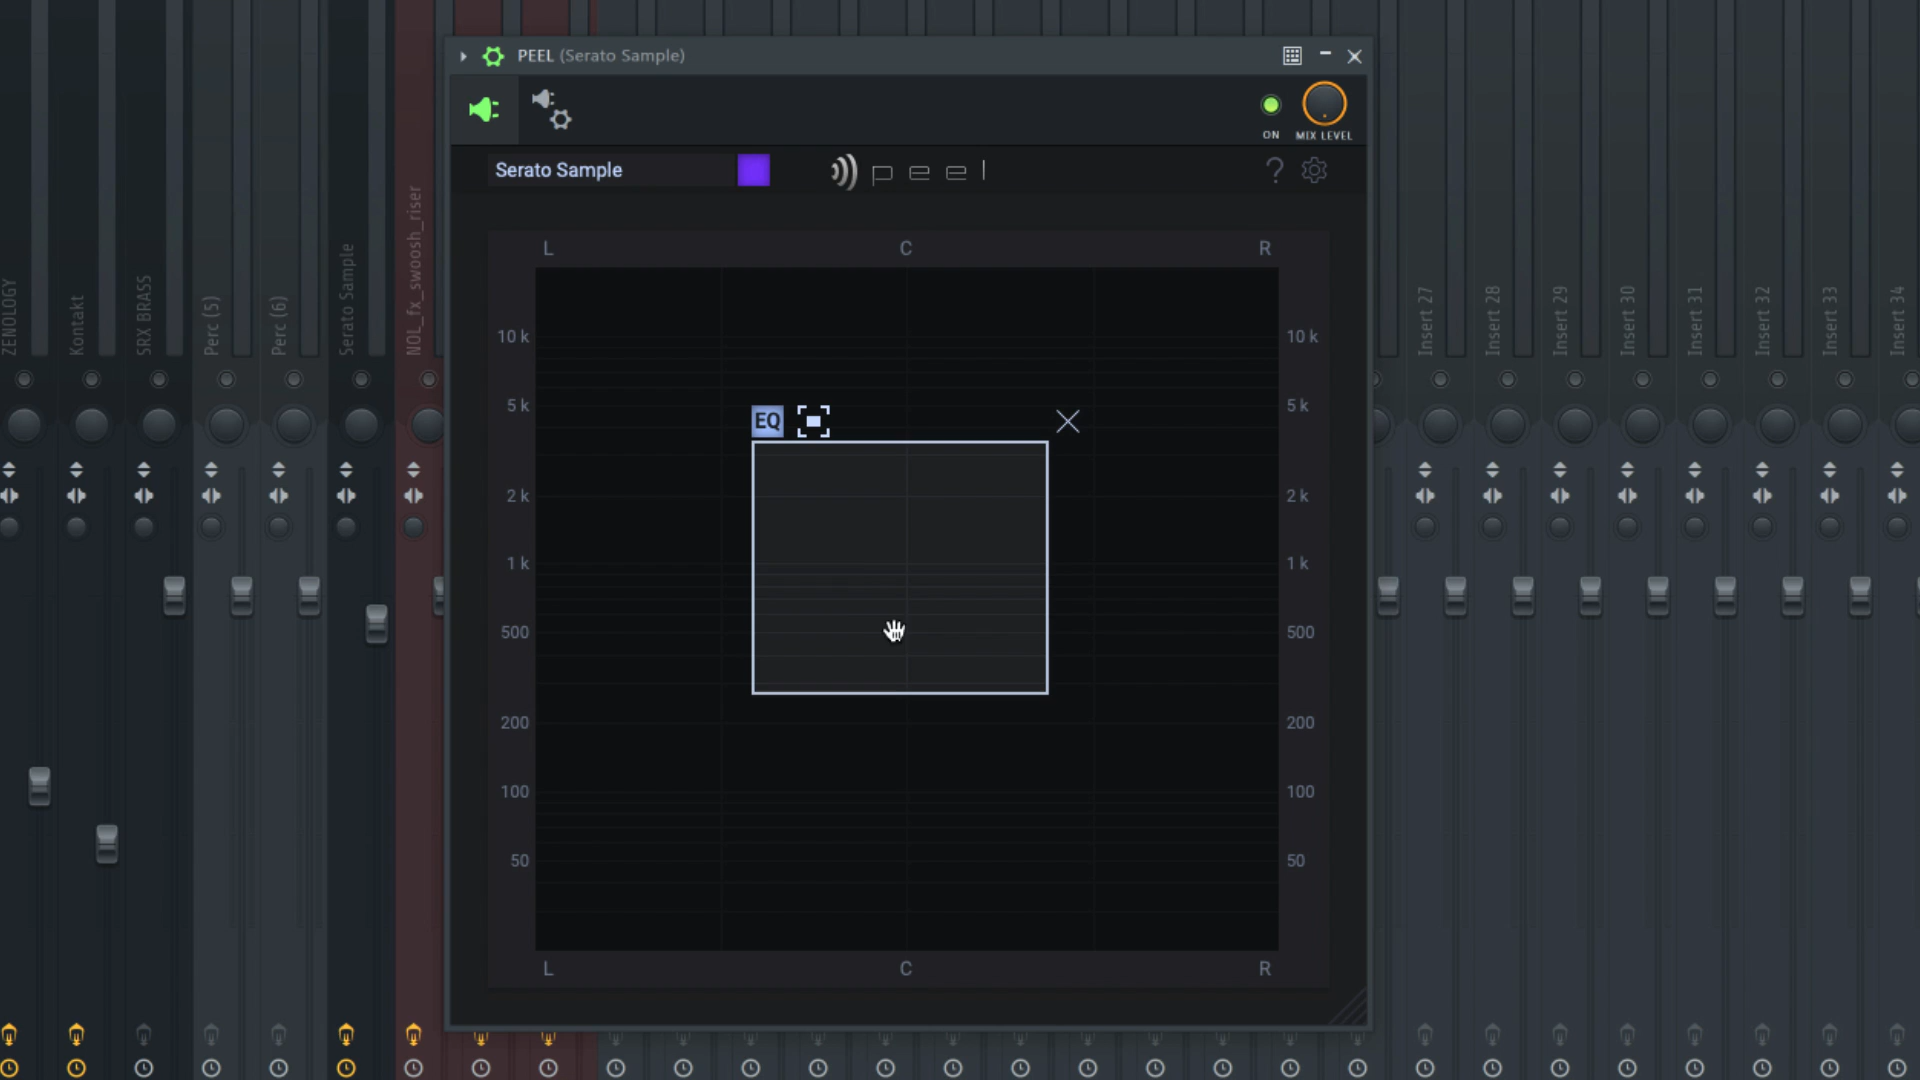 PEEL (Serato Sample)
ON
MIX LEVEL
Serato Sample
peel
?
L C R
10 k 10 k
5 k 5 k
EQ
2 k 2 k
1 k 1 k
500 500
200 200
100 100
50 50
L C R
ZENOLOGY
Kontakt
SRX BRASS
Perc (5)
Perc (6)
Serato Sample
NOL_fx_swoosh_riser
Insert 27
Insert 28
Insert 29
Insert 30
Insert 31
Insert 32
Insert 33
Insert 34